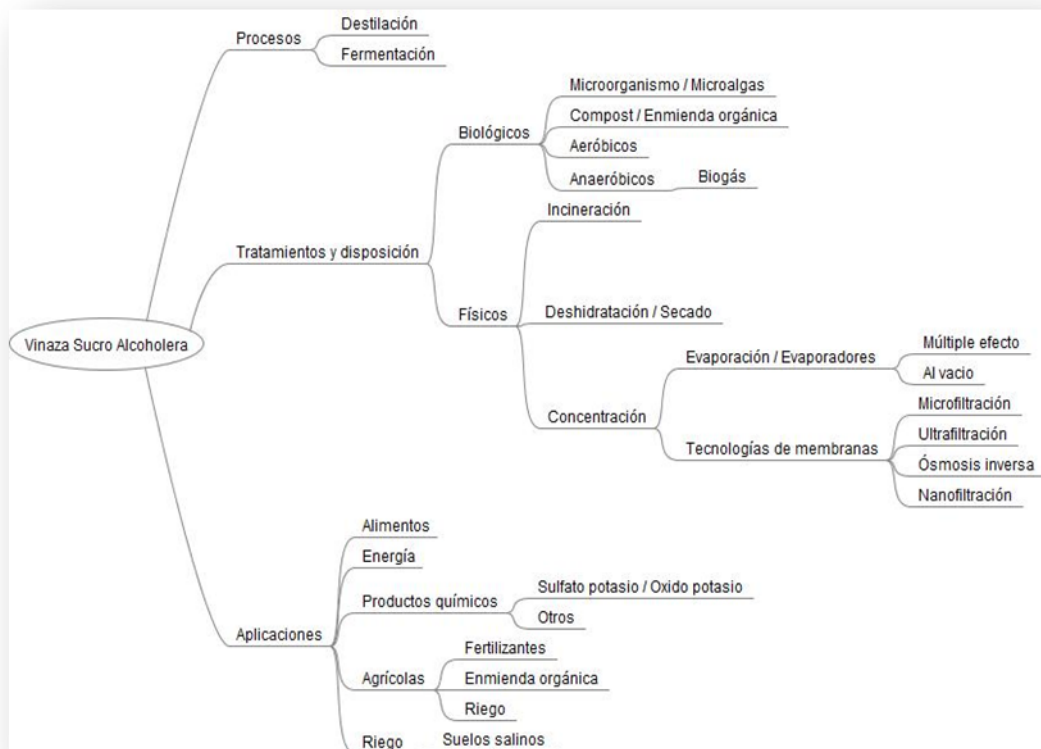 Destilación
Procesos
Fermentación
Microorganismo / Microalgas
Compost / Enmienda orgánica
Biológicos
Aeróbicos
Anaeróbicos
Biogás
Incineración
Tratamientos y disposición
Físicos
Deshidratación / Secado
Vinaza Sucro Alcoholera
Evaporación / Evaporadores
Múltiple efecto
Al vacio
Concentración
Microfiltración
Tecnologías de membranas
Ultrafiltración
Ósmosis inversa
Nanofiltración
Alimentos
Energía
Productos químicos
Sulfato potasio / Oxido potasio
Otros
Aplicaciones
Fertilizantes
Agrícolas
Enmienda orgánica
Riego
Riego
Suelos salinos